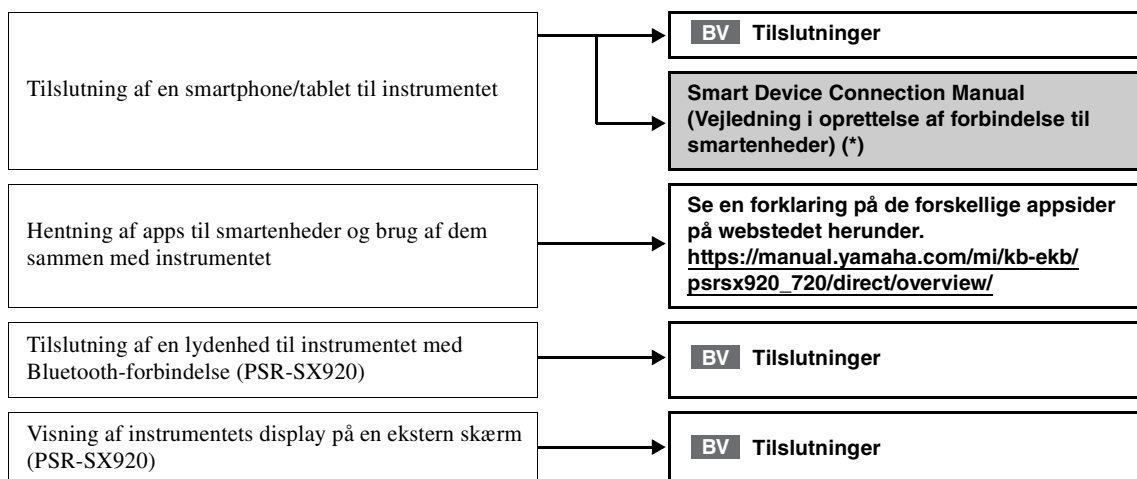 Tilslutning af en smartphone/tablet til instrumentet
BV Tilslutninger
Smart Device Connection Manual
(Vejledning i oprettelse af forbindelse til
smartenheder) (*)
Hentning af apps til smartenheder og brug af dem
sammen med instrumentet
Se en forklaring på de forskellige appsider
på webstedet herunder.
https://manual.yamaha.com/mi/kb-ekb/
psrsx920_720/direct/overview/
Tilslutning af en lydenhed til instrumentet med
Bluetooth-forbindelse (PSR-SX920)
BV Tilslutninger
Visning af instrumentets display på en ekstern skærm
(PSR-SX920)
BV Tilslutninger